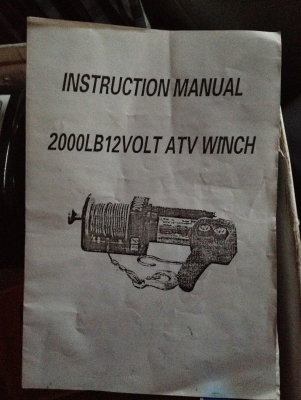 INSTRUCTION MANUAL
2000LB12VOLT ATV WINCH